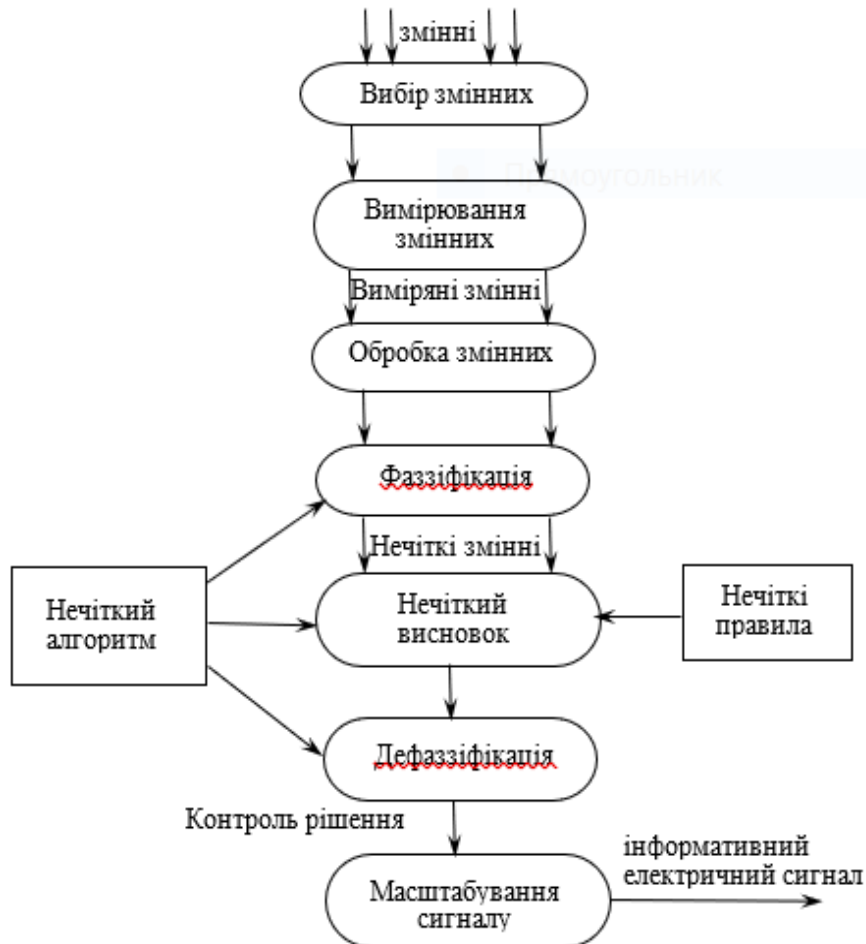 змінні
Вибір змінних
Прямоугольник
Вимірювання
змінних
Виміряні змінні
Обробка змінних
Фаззіфікація
Нечіткі змінні
Нечіткий
алгоритм
Нечіткий
висновок
Нечіткі
правила
Дефаззіфікація
Контроль рішення
Масштабування
сигналу
інформативний
електричний сигнал